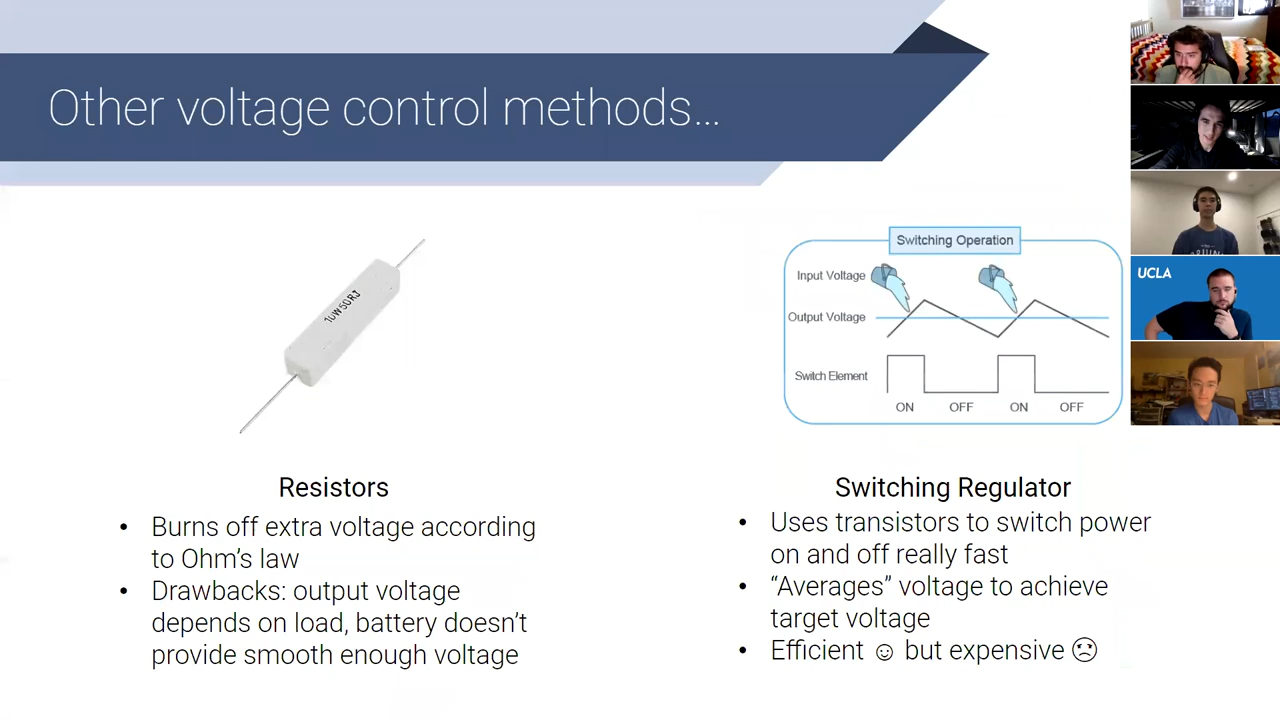 Other voltage control methods...
10W50RJ
Switching Operation
Input Voltage
Output Voltage
Switch Element
ON OFF ON OFF
UCLA
Resistors
• Burns off extra voltage according
to Ohm's law
• Drawbacks: output voltage
depends on load, battery doesn't
provide smooth enough voltage
Switching Regulator
• Uses transistors to switch power
on and off really fast
• “Averages” voltage to achieve
target voltage
• Efficient ☺ but expensive ☹